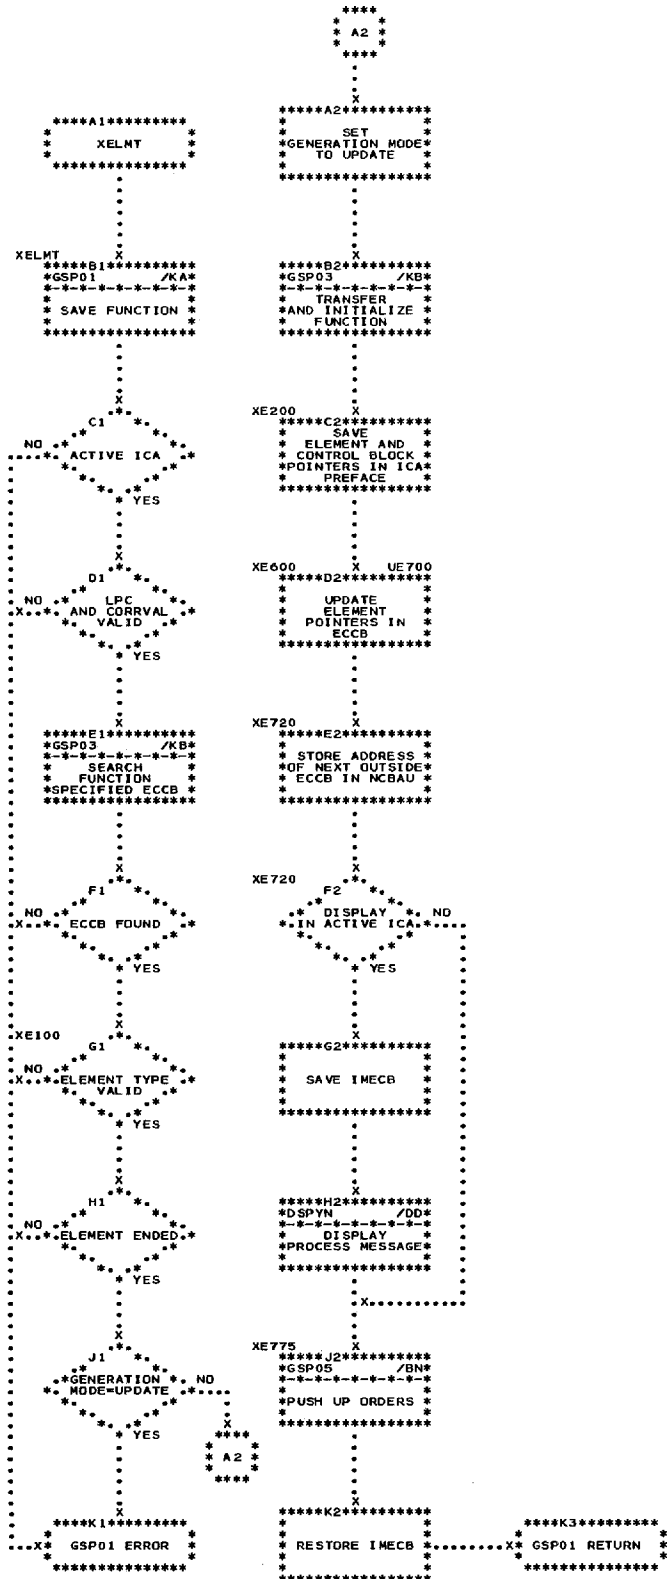 A2
A1
XELMT
XELMT
B1
GSP01 /KA
SAVE FUNCTION
C1
NO
ACTIVE ICA
YES
D1
NO
LPC
AND CORRVAL
VALID
YES
E1
GSP03 /KB
SEARCH
FUNCTION
SPECIFIED ECCB
F1
NO
ECCB FOUND
YES
XE100
G1
NO
ELEMENT TYPE
VALID
YES
H1
NO
ELEMENT ENDED
YES
J1
GENERATION
MODE=UPDATE
NO
YES
A2
K1
GSP01 ERROR
A2
SET
GENERATION MODE
TO UPDATE
B2
GSP03 /KB
TRANSFER
AND INITIALIZE
FUNCTION
XE200
C2
SAVE
ELEMENT AND
CONTROL BLOCK
POINTERS IN ICA
PREFACE
XE600 UE700
D2
UPDATE
ELEMENT
POINTERS IN
ECCB
XE720
E2
STORE ADDRESS
OF NEXT OUTSIDE
ECCB IN NCBAU
XE720
F2
DISPLAY
IN ACTIVE ICA
NO
YES
G2
SAVE IMECB
H2
DSPYN /DD
DISPLAY
PROCESS MESSAGE
XE775
J2
GSP05 /BN
PUSH UP ORDERS
K2
RESTORE IMECB
K3
GSP01 RETURN